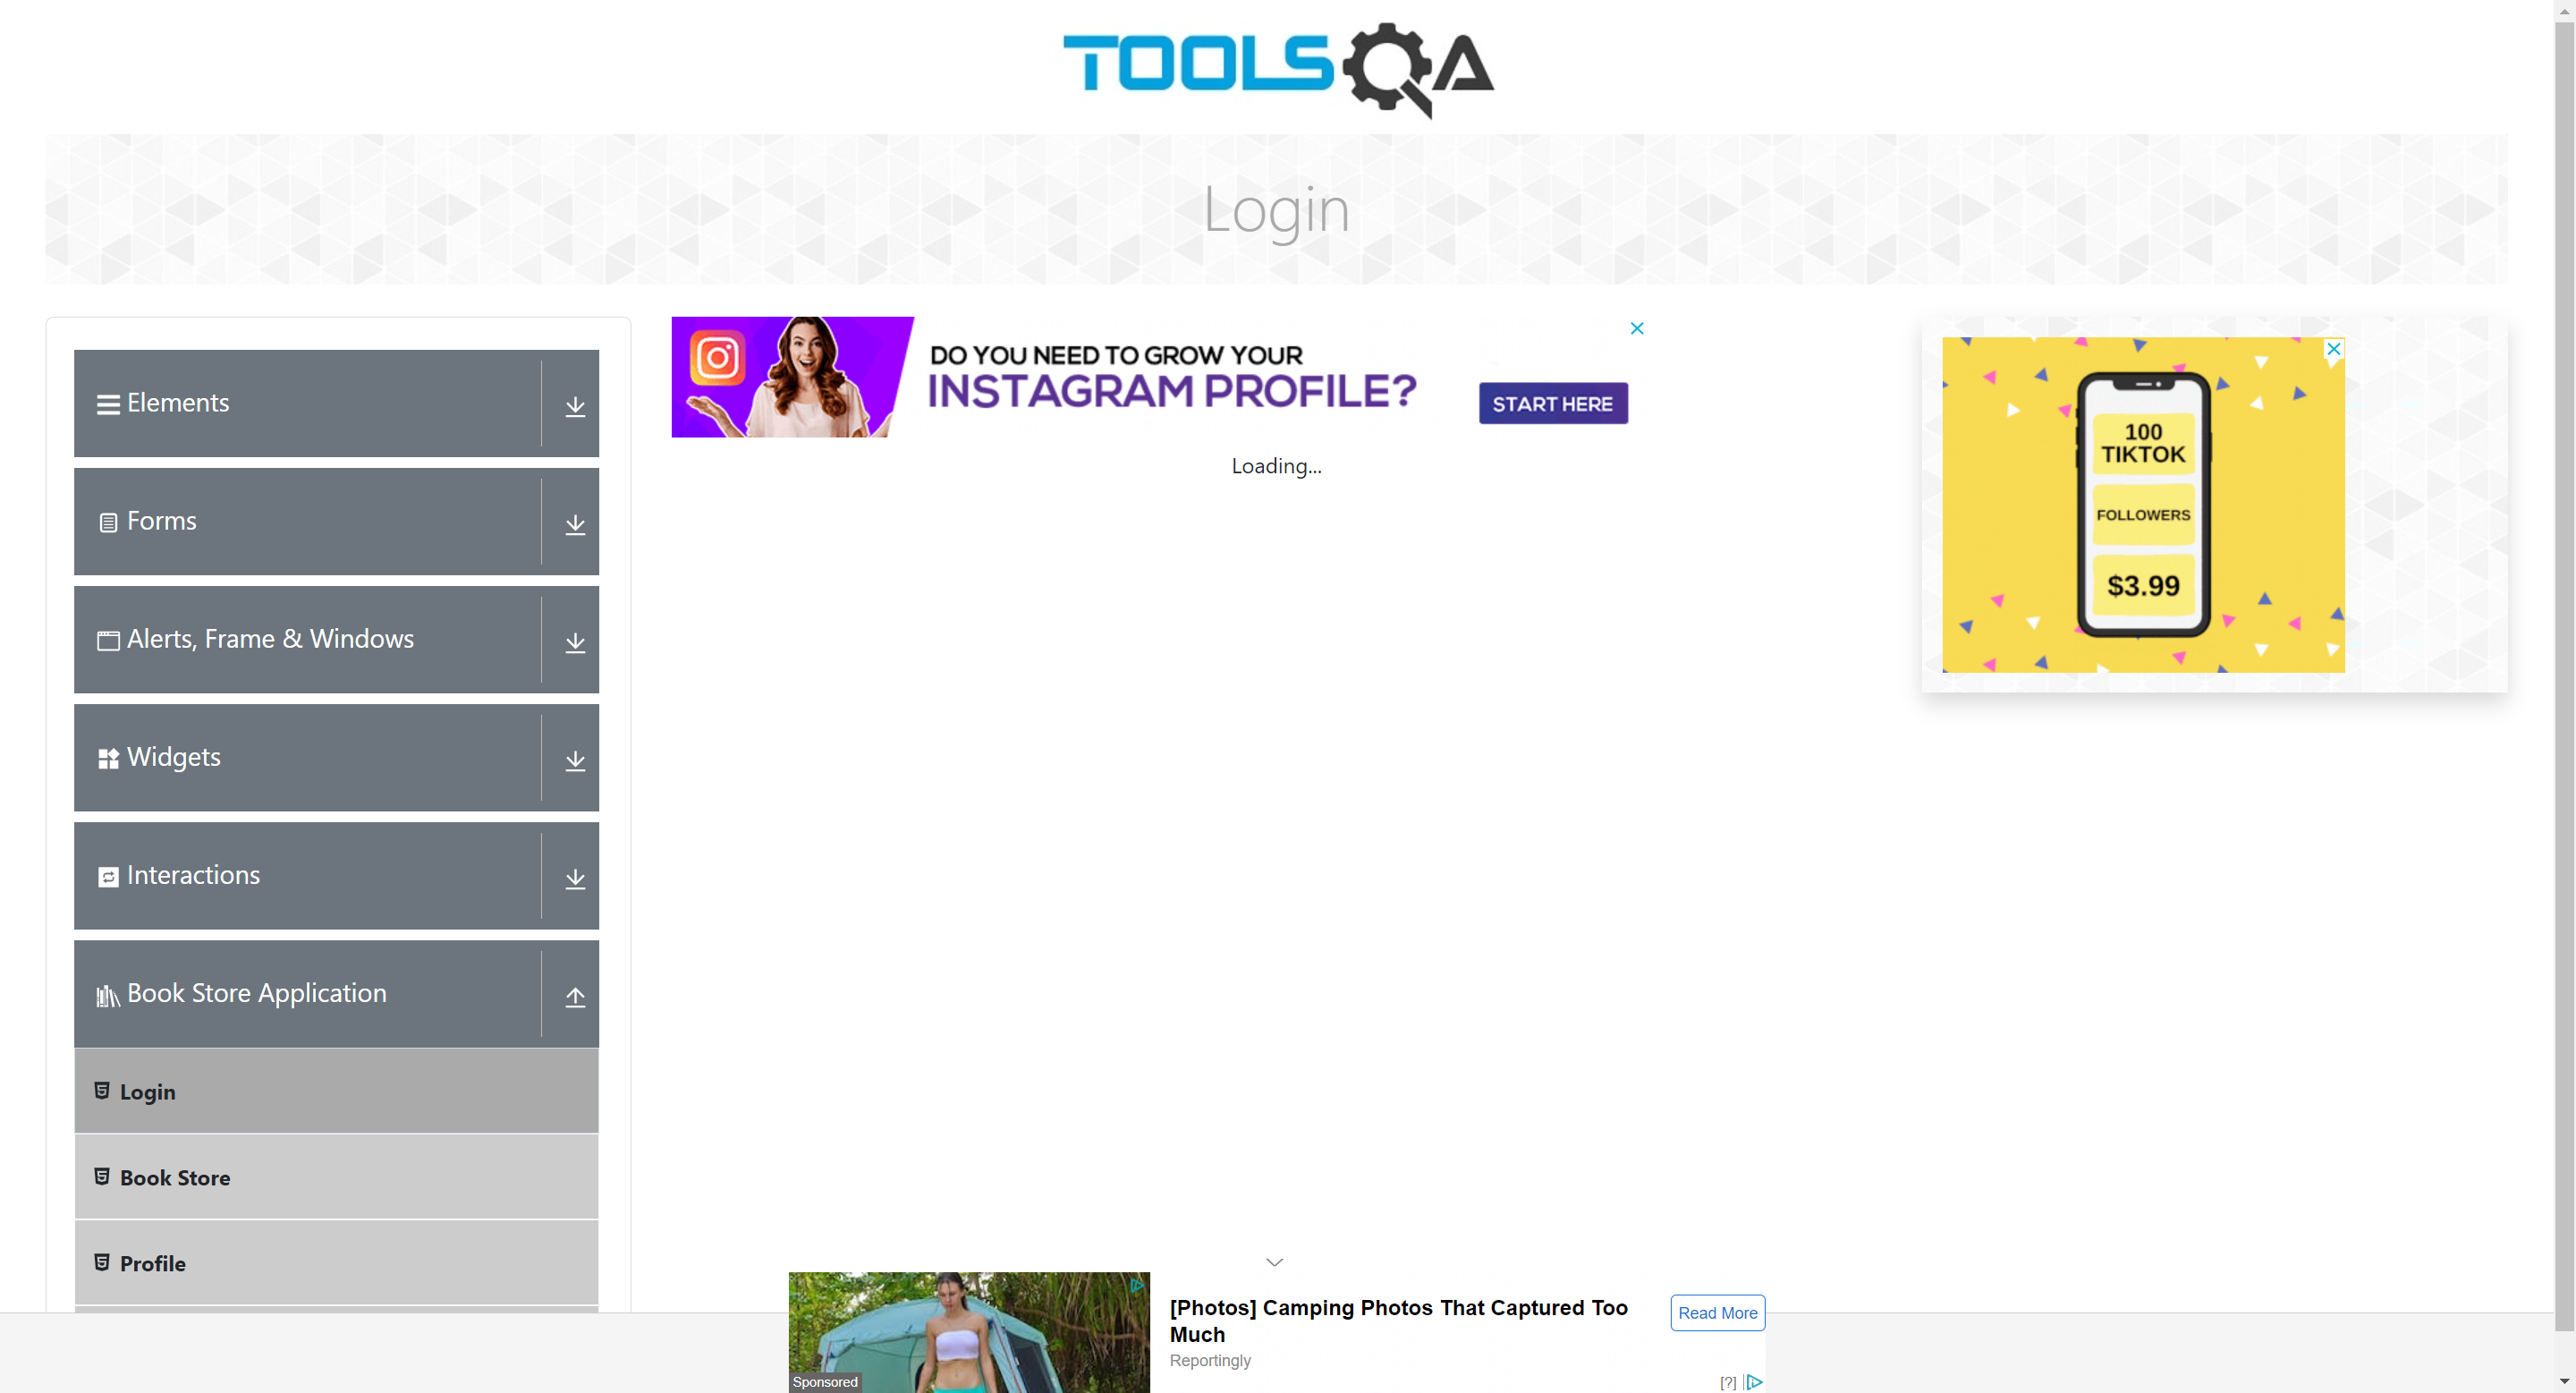 TOOLSQA
Login
Elements
Forms
Alerts, Frame & Windows
Widgets
Interactions
Book Store Application
Login
Book Store
Profile
DO YOU NEED TO GROW YOUR
INSTAGRAM PROFILE?
START HERE
Loading...
100
TIKTOK
FOLLOWERS
$3.99
[Photos] Camping Photos That Captured Too
Much
Reportingly
Read More
Sponsored
[?]